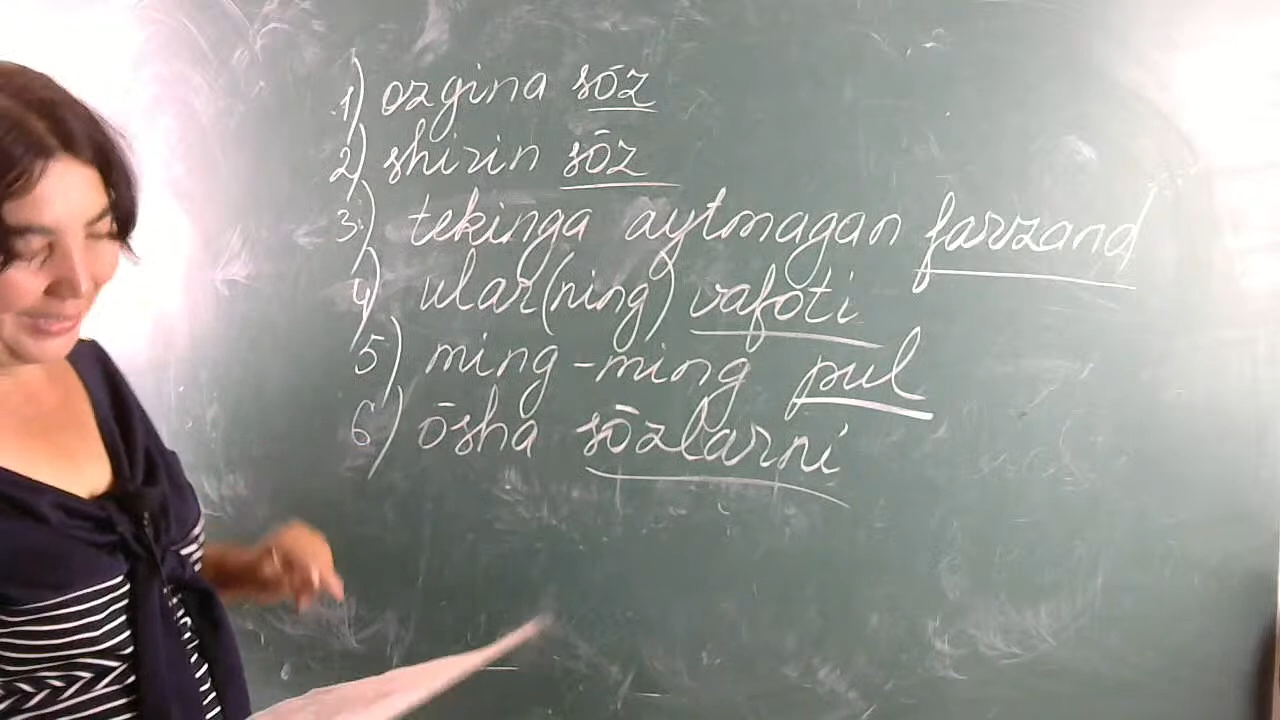 1) ozgina sōz
2) shirin sōz
3) tekinga aytmagan farzand
4) ular(ning) vafoti
5) ming-ming pul
6) ōsha sōzlarni